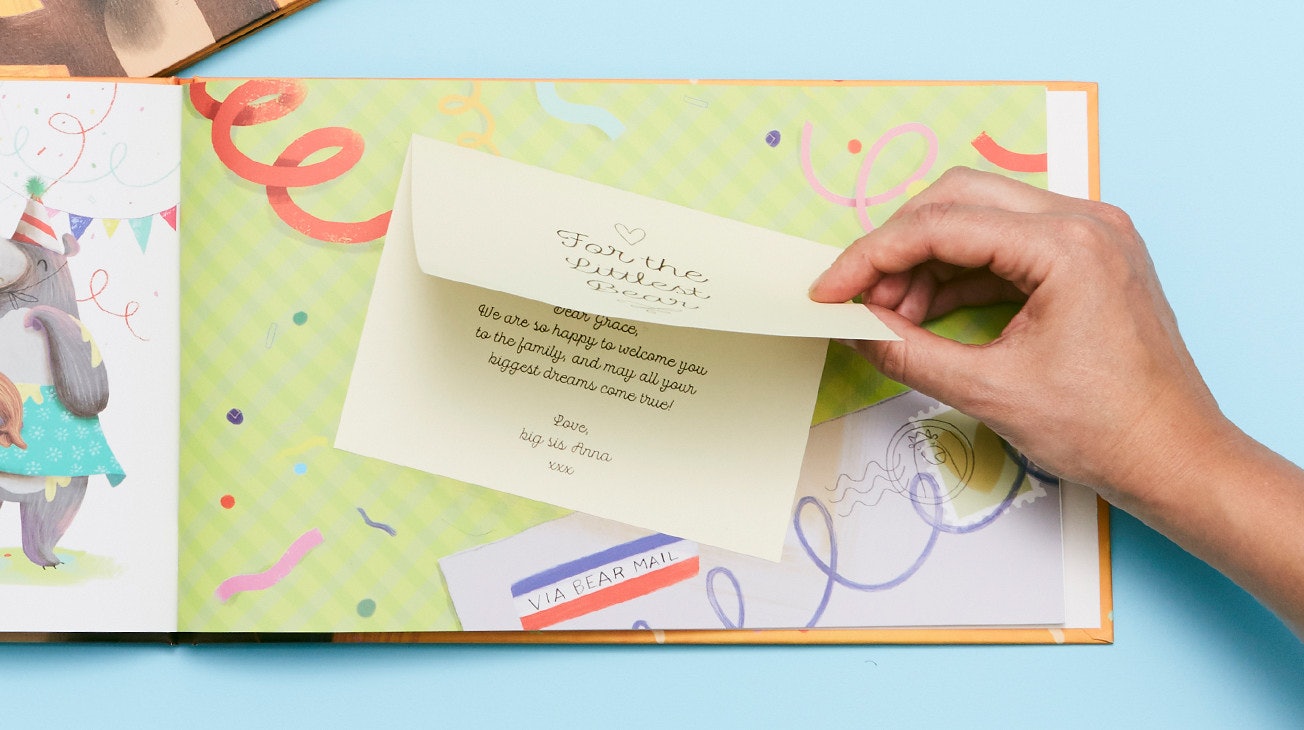 For the
Littlest
Bear
Dear Grace,
We are so happy to welcome you
to the family, and may all your
biggest dreams come true!
Love,
big sis Anna
xxx
VIA BEAR MAIL